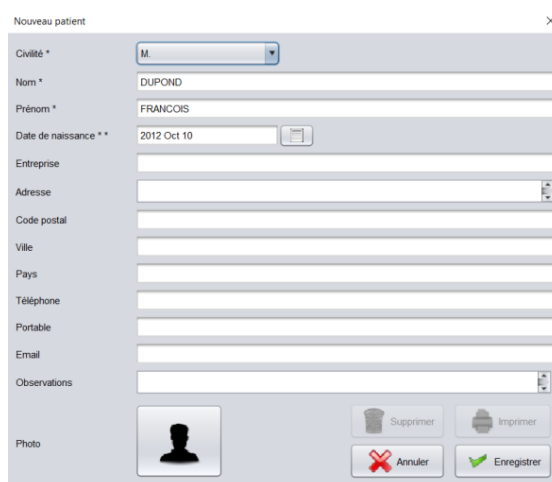 Nouveau patient
Civilité * M.
Nom * DUPOND
Prénom * FRANCOIS
Date de naissance * * 2012 Oct 10
Entreprise
Adresse
Code postal
Ville
Pays
Téléphone
Portable
Email
Observations
Supprimer Imprimer
Photo
Annuler Enregistrer